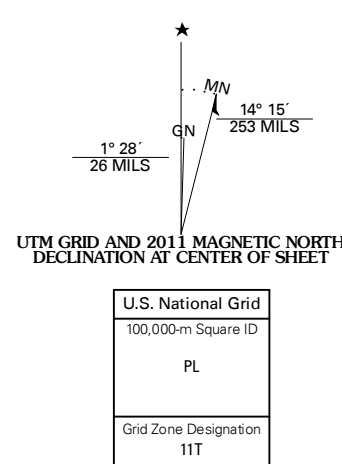 ★
MN
GN
14° 15´
253 MILS
1° 28´
26 MILS
UTM GRID AND 2011 MAGNETIC NORTH
DECLINATION AT CENTER OF SHEET
U.S. National Grid
100,000-m Square ID
PL
Grid Zone Designation
11T